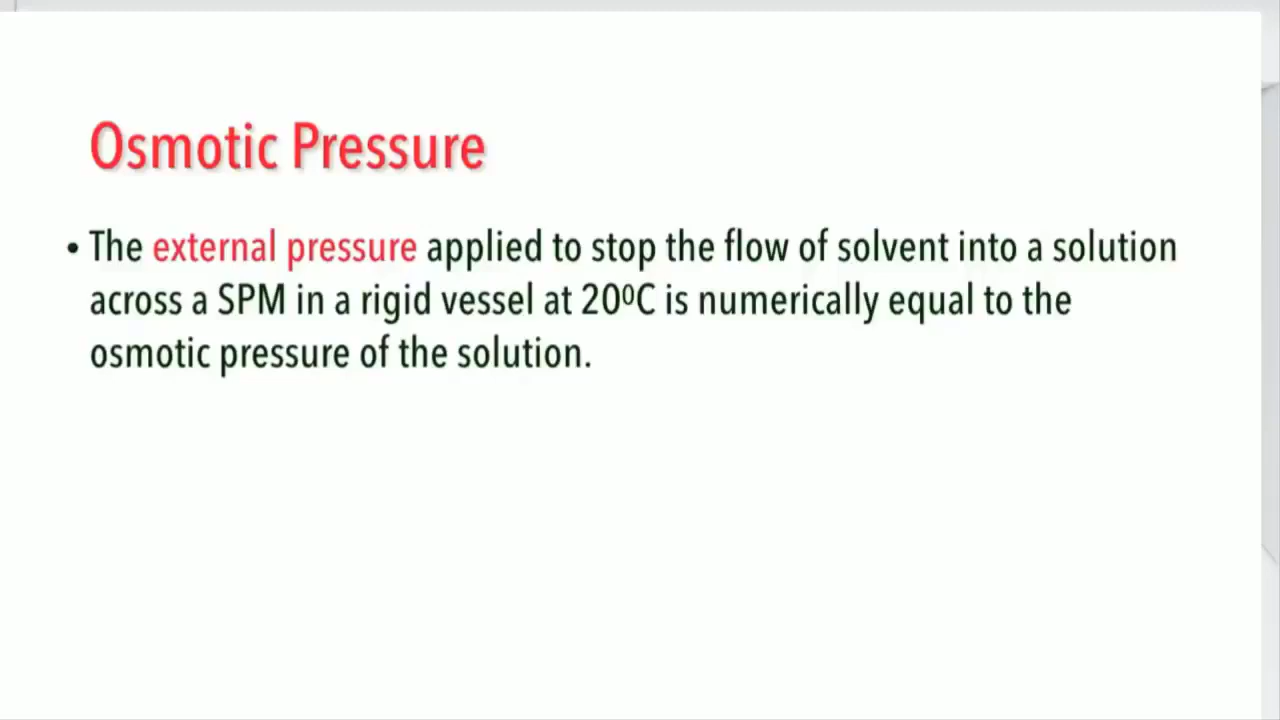 Osmotic Pressure
• The external pressure applied to stop the flow of solvent into a solution
across a SPM in a rigid vessel at 20⁰C is numerically equal to the
osmotic pressure of the solution.